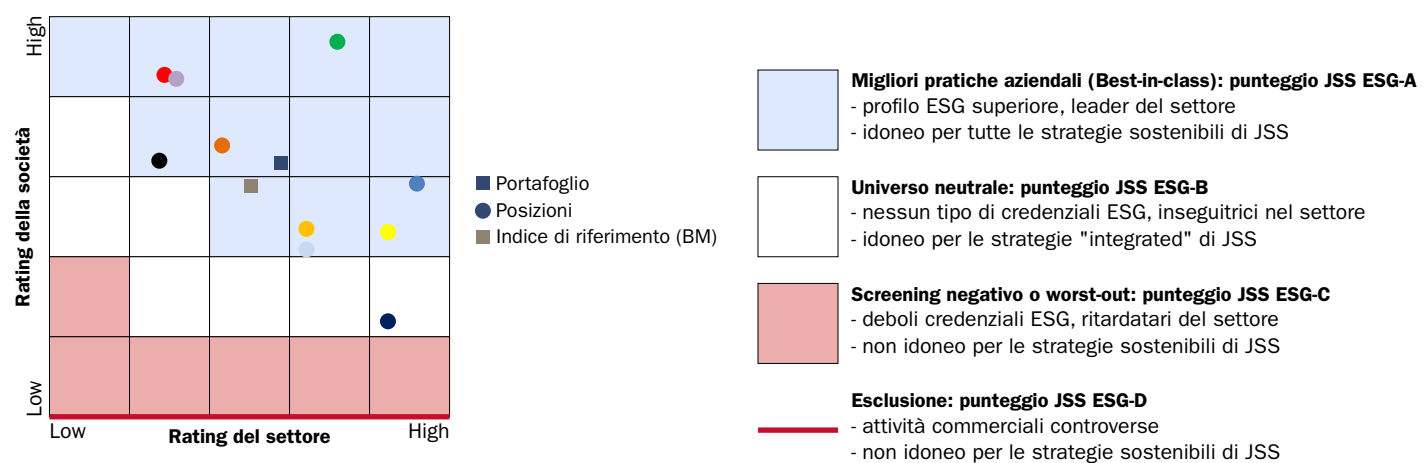 High
Rating della società
Low
Low
Rating del settore
High
Portafoglio
Posizioni
Indice di riferimento (BM)
Migliori pratiche aziendali (Best-in-class): punteggio JSS ESG-A
- profilo ESG superiore, leader del settore
- idoneo per tutte le strategie sostenibili di JSS
Universo neutrale: punteggio JSS ESG-B
- nessun tipo di credenziali ESG, inseguitrici nel settore
- idoneo per le strategie "integrated" di JSS
Screening negativo o worst-out: punteggio JSS ESG-C
- deboli credenziali ESG, ritardatari del settore
- non idoneo per le strategie sostenibili di JSS
Esclusione: punteggio JSS ESG-D
- attività commerciali controverse
- non idoneo per le strategie sostenibili di JSS